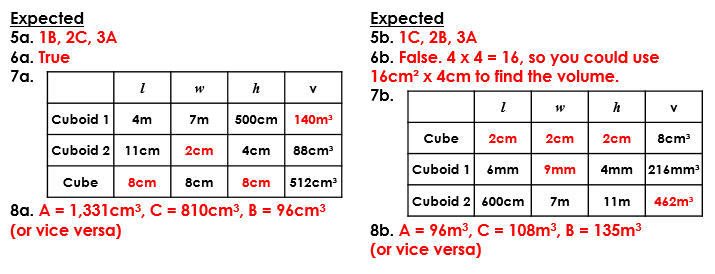 Expected
5a. 1B, 2C, 3A
6a. True
7a.
l w h v
Cuboid 1 4m 7m 500cm 140m³
Cuboid 2 11cm 2cm 4cm 88cm³
Cube 8cm 8cm 8cm 512cm³
8a. A = 1,331cm³, C = 810cm³, B = 96cm³
(or vice versa)
Expected
5b. 1C, 2B, 3A
6b. False. 4 x 4 = 16, so you could use
16cm² x 4cm to find the volume.
7b.
l w h v
Cube 2cm 2cm 2cm 8cm³
Cuboid 1 6mm 9mm 4mm 216mm³
Cuboid 2 600cm 7m 11m 462m³
8b. A = 96m³, C = 108m³, B = 135m³
(or vice versa)